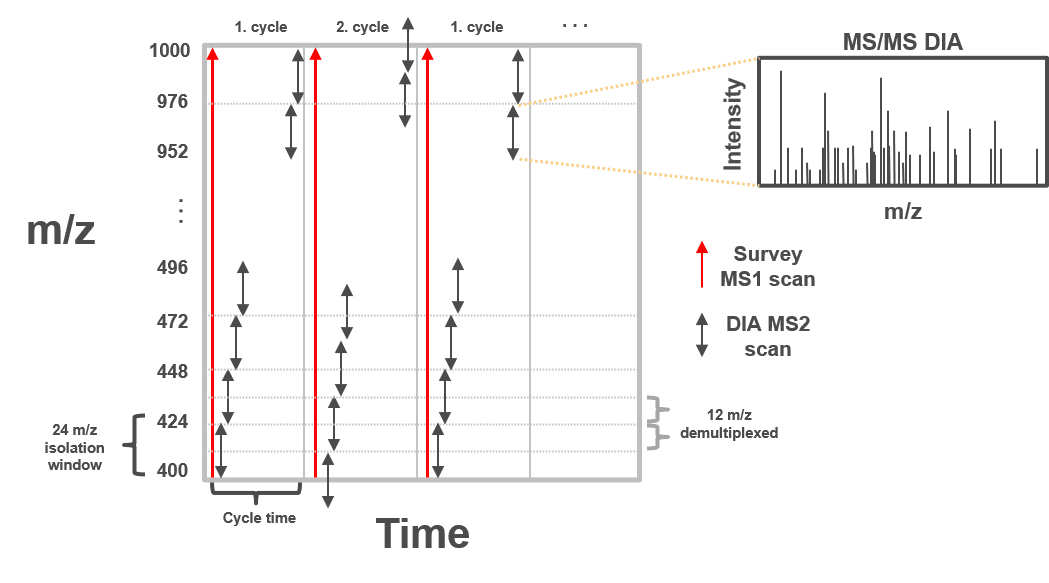 1. cycle
2. cycle
1. cycle
. . .
1000
976
952
⋮
496
472
448
424
400
m/z
24 m/z
isolation
window
Cycle time
Time
MS/MS DIA
Intensity
m/z
Survey
MS1 scan
DIA MS2
scan
12 m/z
demultiplexed